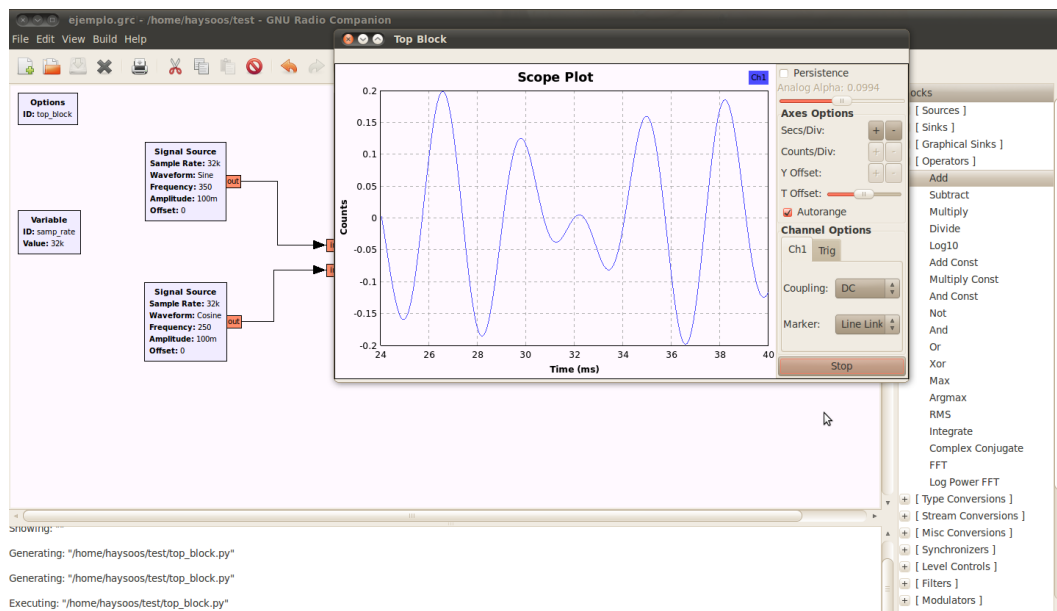 ejemplo.grc - /home/haysoos/test - GNU Radio Companion
File Edit View Build Help
Top Block
Options
ID: top_block
Variable
ID: samp_rate
Value: 32k
Signal Source
Sample Rate: 32k
Waveform: Sine
Frequency: 350
Amplitude: 100m
Offset: 0
out
Signal Source
Sample Rate: 32k
Waveform: Cosine
Frequency: 250
Amplitude: 100m
Offset: 0
out
Scope Plot
Ch1
Counts
0.2
0.15
0.1
0.05
0
-0.05
-0.1
-0.15
-0.2
24 26 28 30 32 34 36 38 40
Time (ms)
Persistence
Analog Alpha: 0.0994
Axes Options
Secs/Div: + -
Counts/Div: + -
Y Offset: + -
T Offset:
Autorange
Channel Options
Ch1 Trig
Coupling: DC
Marker: Line Link
Stop
ocks
[ Sources ]
[ Sinks ]
[ Graphical Sinks ]
[ Operators ]
Add
Subtract
Multiply
Divide
Log10
Add Const
Multiply Const
And Const
Not
And
Or
Xor
Max
Argmax
RMS
Integrate
Complex Conjugate
FFT
Log Power FFT
+ [ Type Conversions ]
+ [ Stream Conversions ]
+ [ Misc Conversions ]
+ [ Synchronizers ]
+ [ Level Controls ]
+ [ Filters ]
+ [ Modulators ]
Showing: ""
Generating: "/home/haysoos/test/top_block.py"
Generating: "/home/haysoos/test/top_block.py"
Executing: "/home/haysoos/test/top_block.py"